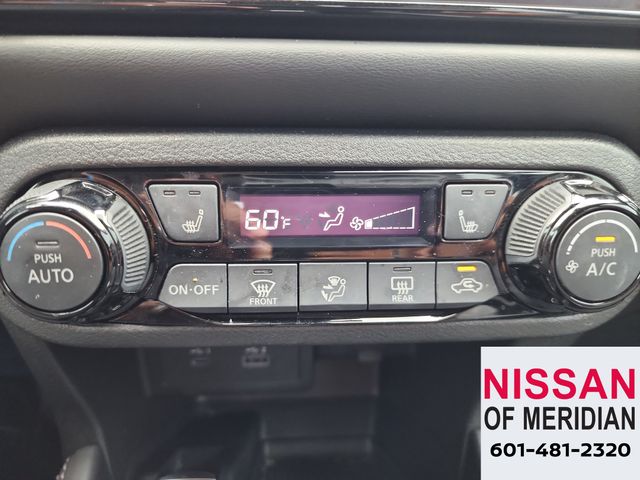 60°F
PUSH
AUTO
ON·OFF
FRONT
REAR
PUSH
A/C
NISSAN
OF MERIDIAN
601-481-2320